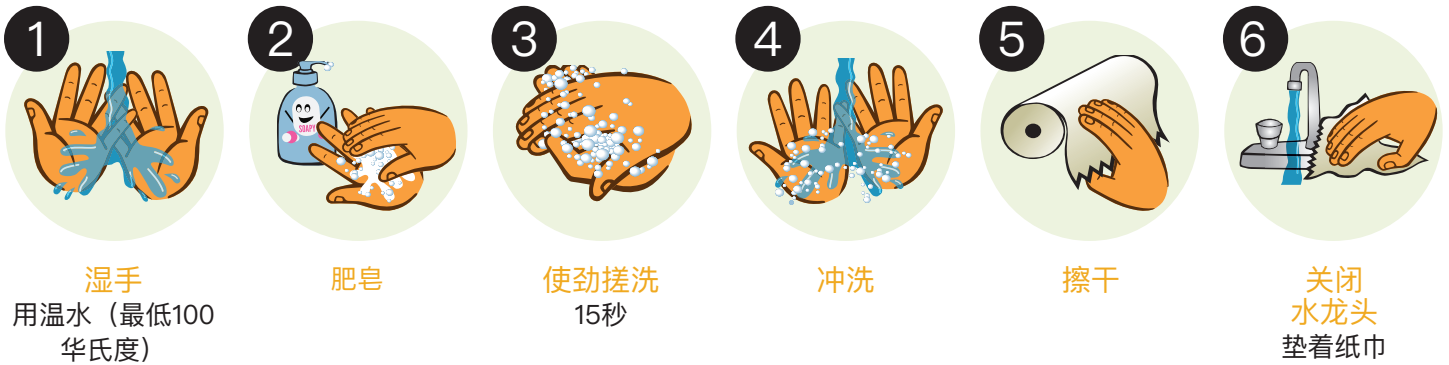 1
湿手
用温水（最低100
华氏度）
2
SOAPY
肥皂
3
使劲搓洗
15秒
4
冲洗
5
擦干
6
关闭
水龙头
垫着纸巾